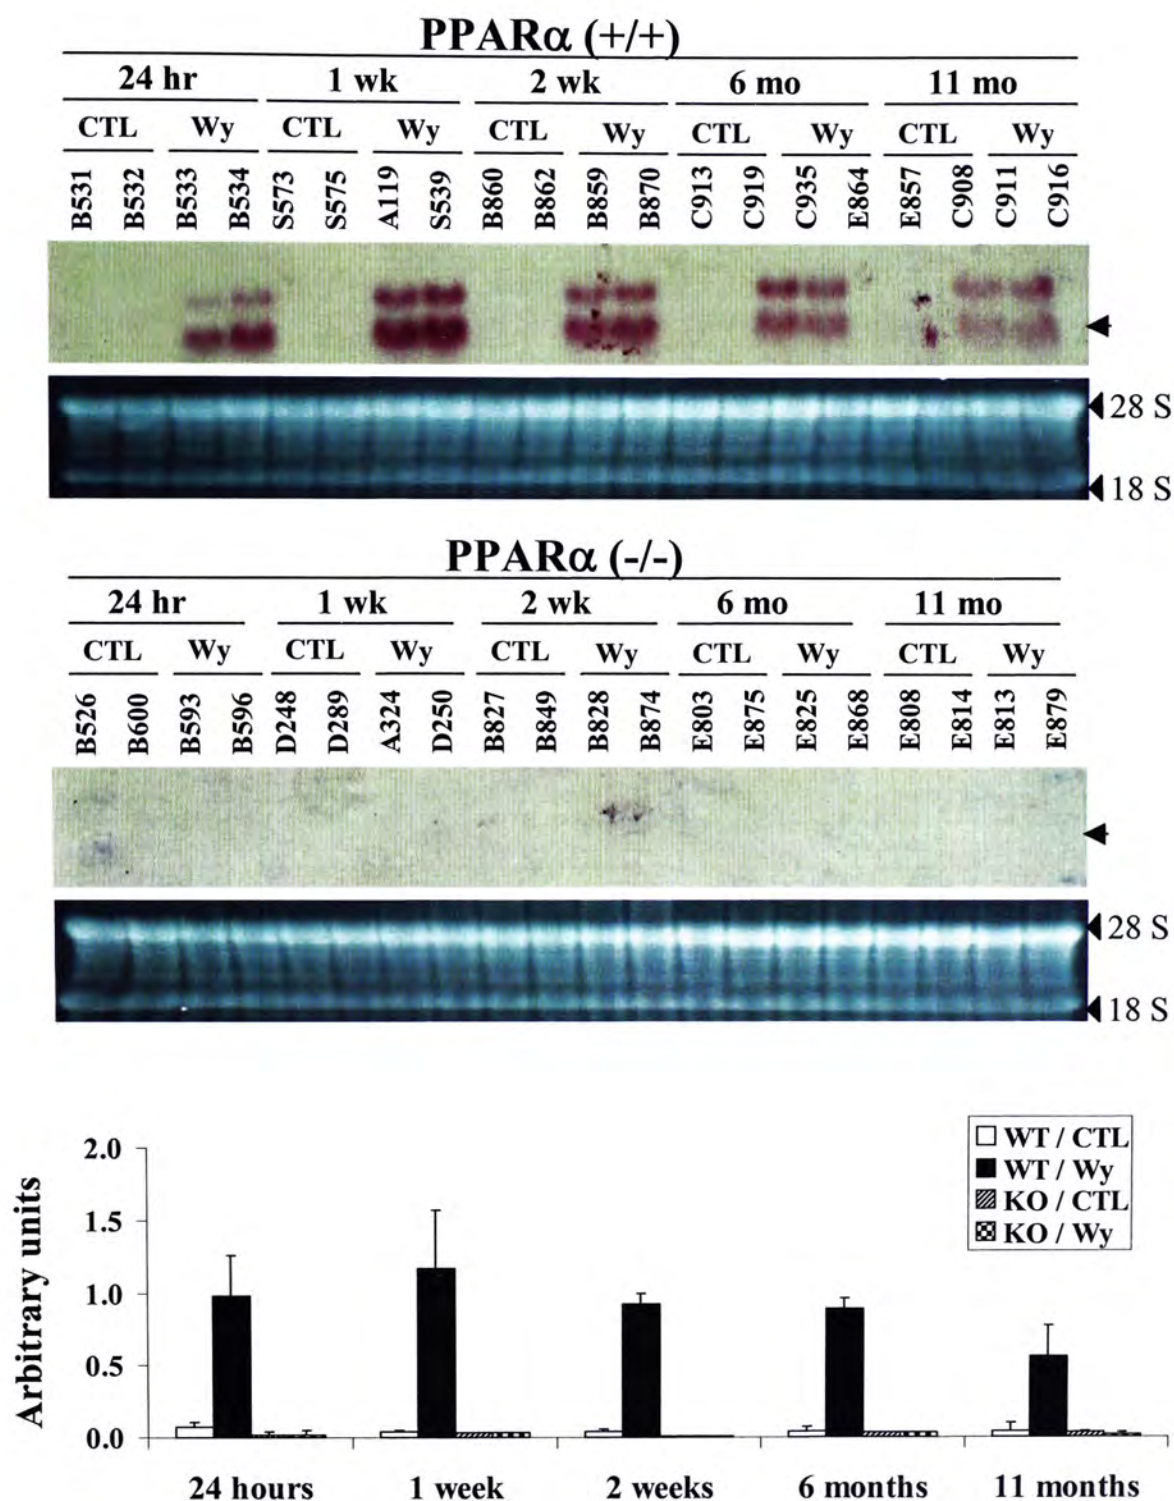 PPARα (+/+)
24 hr 1 wk 2 wk 6 mo 11 mo
CTL Wy CTL Wy CTL Wy CTL Wy CTL Wy
B531 B532 B533 B534 S573 S575 A119 S539 B860 B862 B859 B870 C913 C919 C935 E864 E857 C908 C911 C916
28 S
18 S
PPARα (-/-)
24 hr 1 wk 2 wk 6 mo 11 mo
CTL Wy CTL Wy CTL Wy CTL Wy CTL Wy
B526 B600 B593 B596 D248 D289 A324 D250 B827 B849 B828 B874 E803 E875 E825 E868 E808 E814 E813 E879
28 S
18 S
WT / CTL
WT / Wy
KO / CTL
KO / Wy
Arbitrary units
2.0
1.5
1.0
0.5
0.0
24 hours 1 week 2 weeks 6 months 11 months